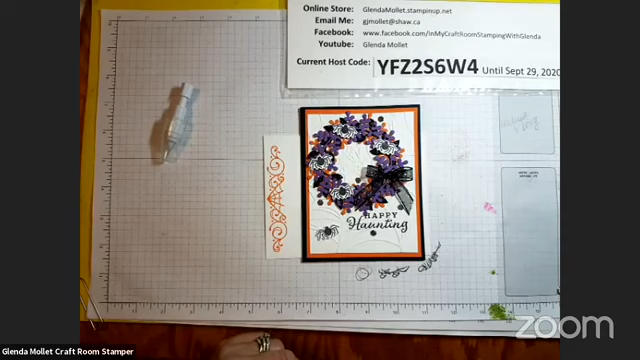 Online Store: GlendaMollet.stampinup.net
Email Me: gjmollet@shaw.ca
Facebook: www.facebook.com/inMyCraftRoomStampingWithGlenda
Youtube: Glenda Mollet
Current Host Code: YFZ2S6W4 Until Sept 29, 2020
HAPPY
Haunting
zoom
Glenda Mollet Craft Room Stamper